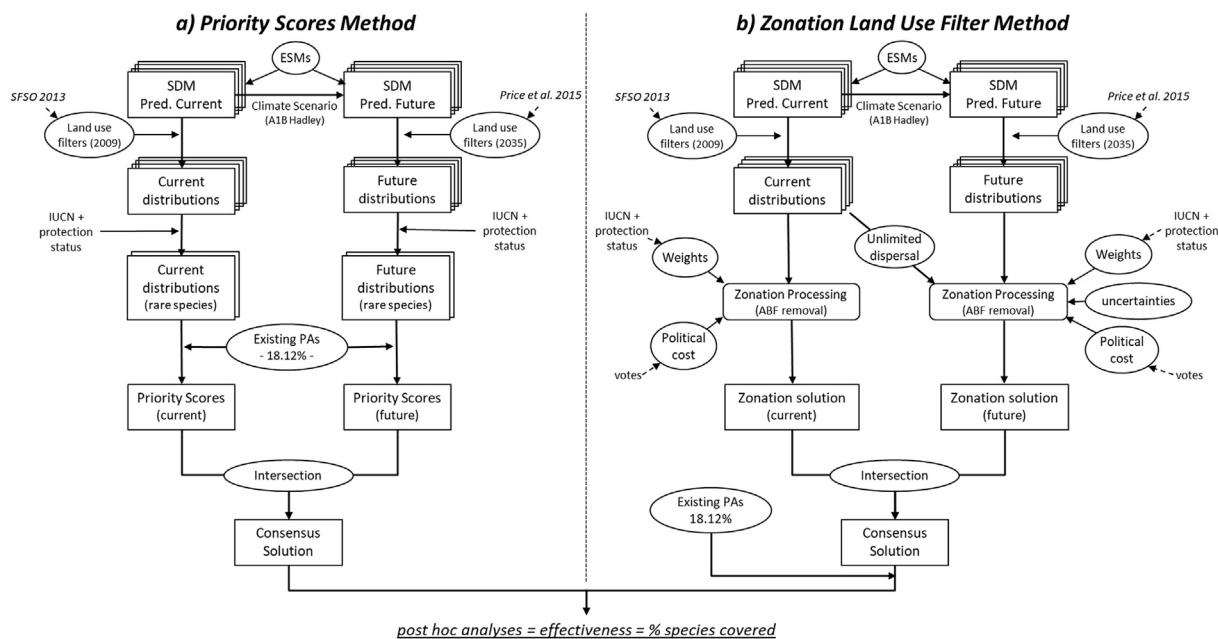 a) Priority Scores Method
ESMs
SDM
Pred. Current
SDM
Pred. Future
SFSO 2013
Climate Scenario
(A1B Hadley)
Price et al. 2015
Land use
filters (2009)
Land use
filters (2035)
Current
distributions
Future
distributions
IUCN +
protection
status
IUCN +
protection
status
Current
distributions
(rare species)
Future
distributions
(rare species)
Existing PAs
- 18.12% -
Priority Scores
(current)
Priority Scores
(future)
Intersection
Consensus
Solution
b) Zonation Land Use Filter Method
ESMs
SDM
Pred. Current
SDM
Pred. Future
SFSO 2013
Climate Scenario
(A1B Hadley)
Price et al. 2015
Land use
filters (2009)
Land use
filters (2035)
Current
distributions
Future
distributions
IUCN +
protection
status
Unlimited
dispersal
IUCN +
protection
status
Weights
Weights
Zonation Processing
(ABF removal)
Zonation Processing
(ABF removal)
uncertainties
Political
cost
Political
cost
votes
votes
Zonation solution
(current)
Zonation solution
(future)
Intersection
Existing PAs
18.12%
Consensus
Solution
post hoc analyses = effectiveness = % species covered